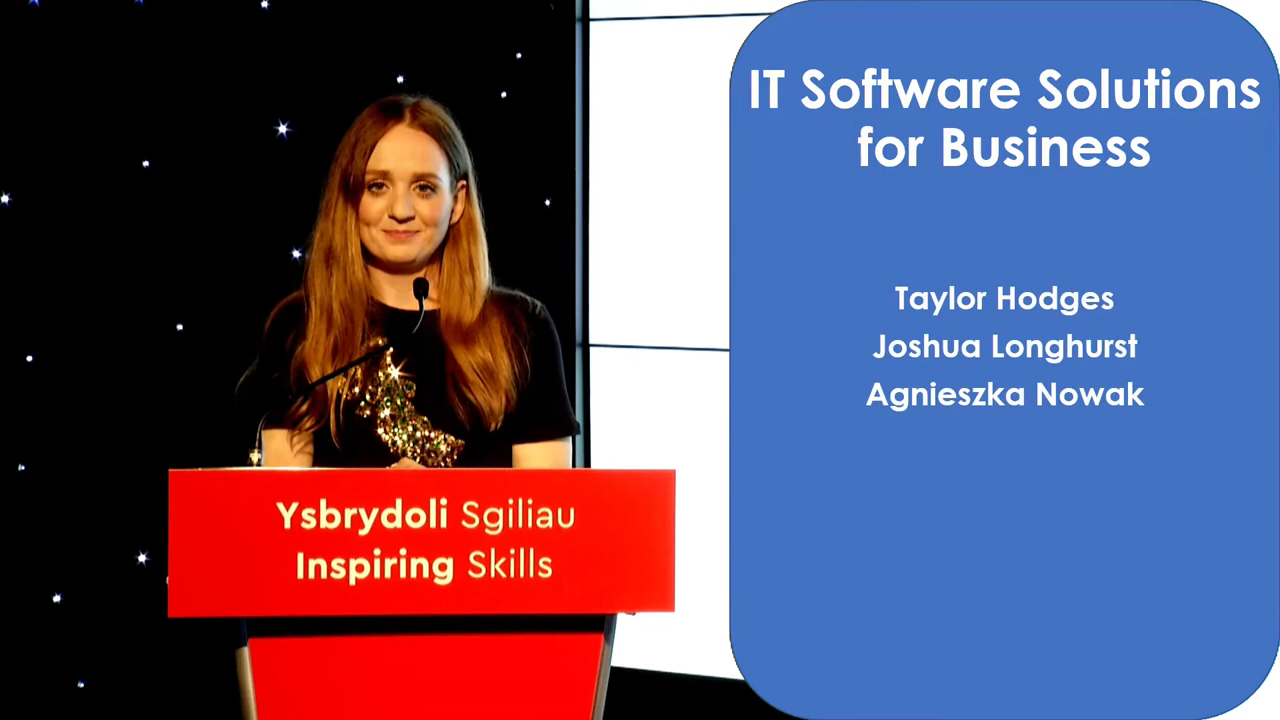 IT Software Solutions
for Business
Taylor Hodges
Joshua Longhurst
Agnieszka Nowak
Ysbrydoli Sgiliau
Inspiring Skills